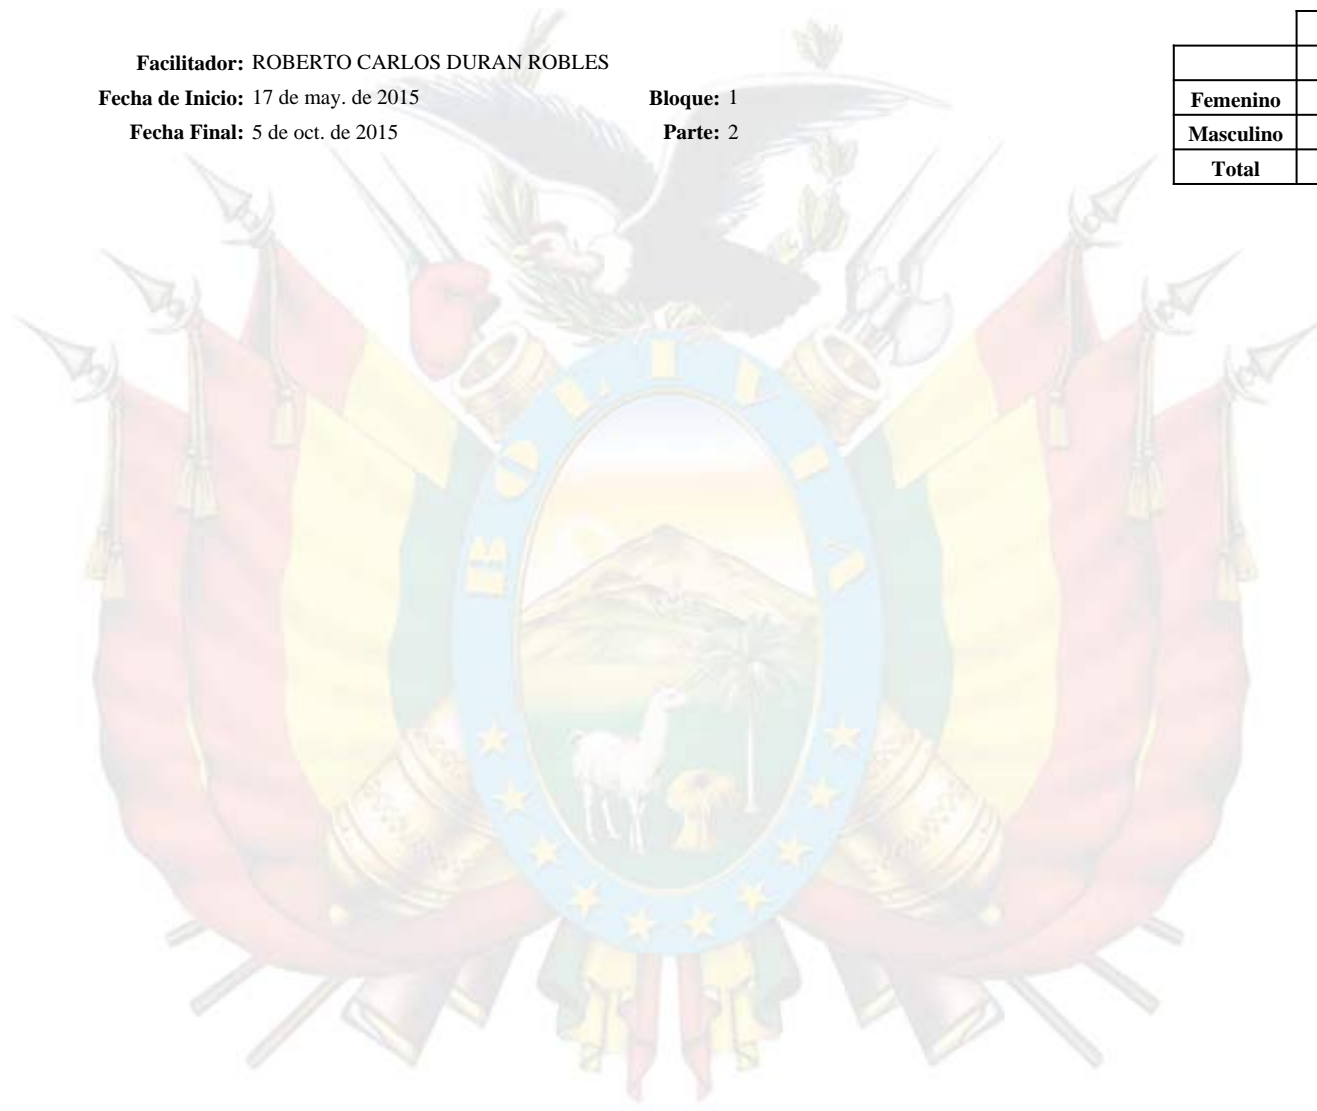 Facilitador: ROBERTO CARLOS DURAN ROBLES
Fecha de Inicio: 17 de may. de 2015 Bloque: 1
Fecha Final: 5 de oct. de 2015 Parte: 2
Femenino
Masculino
Total
BOLIVIA